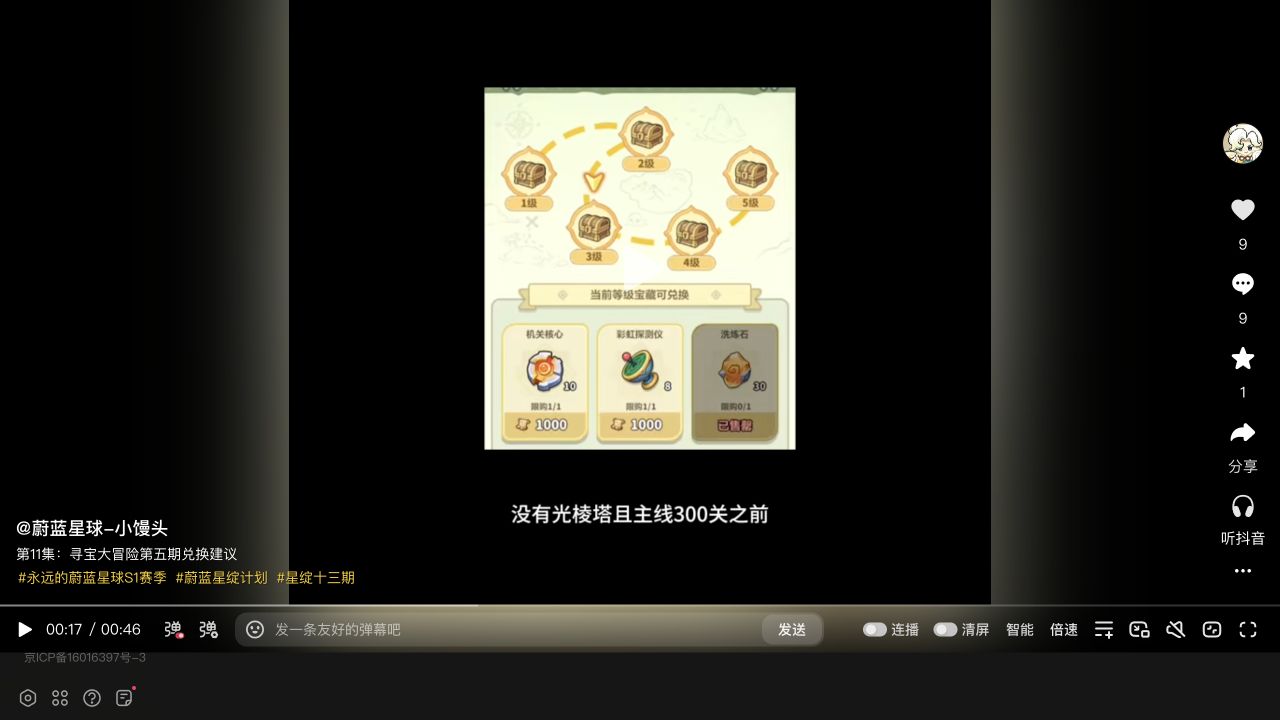 2级
1级
5级
3级
4级
当前等级宝藏可兑换
机关核心
彩虹探测仪
洗炼石
10
8
30
限购1/1
限购1/1
限购0/1
1000
1000
已售罄
没有光棱塔且主线300关之前
9
9
1
分享
听抖音
@蔚蓝星球-小馒头
第11集：寻宝大冒险第五期兑换建议
#永远的蔚蓝星球S1赛季 #蔚蓝星绽计划 #星绽十三期
00:17 / 00:46
弹
弹
发一条友好的弹幕吧
发送
连播
清屏
智能
倍速
京ICP备16016397号-3